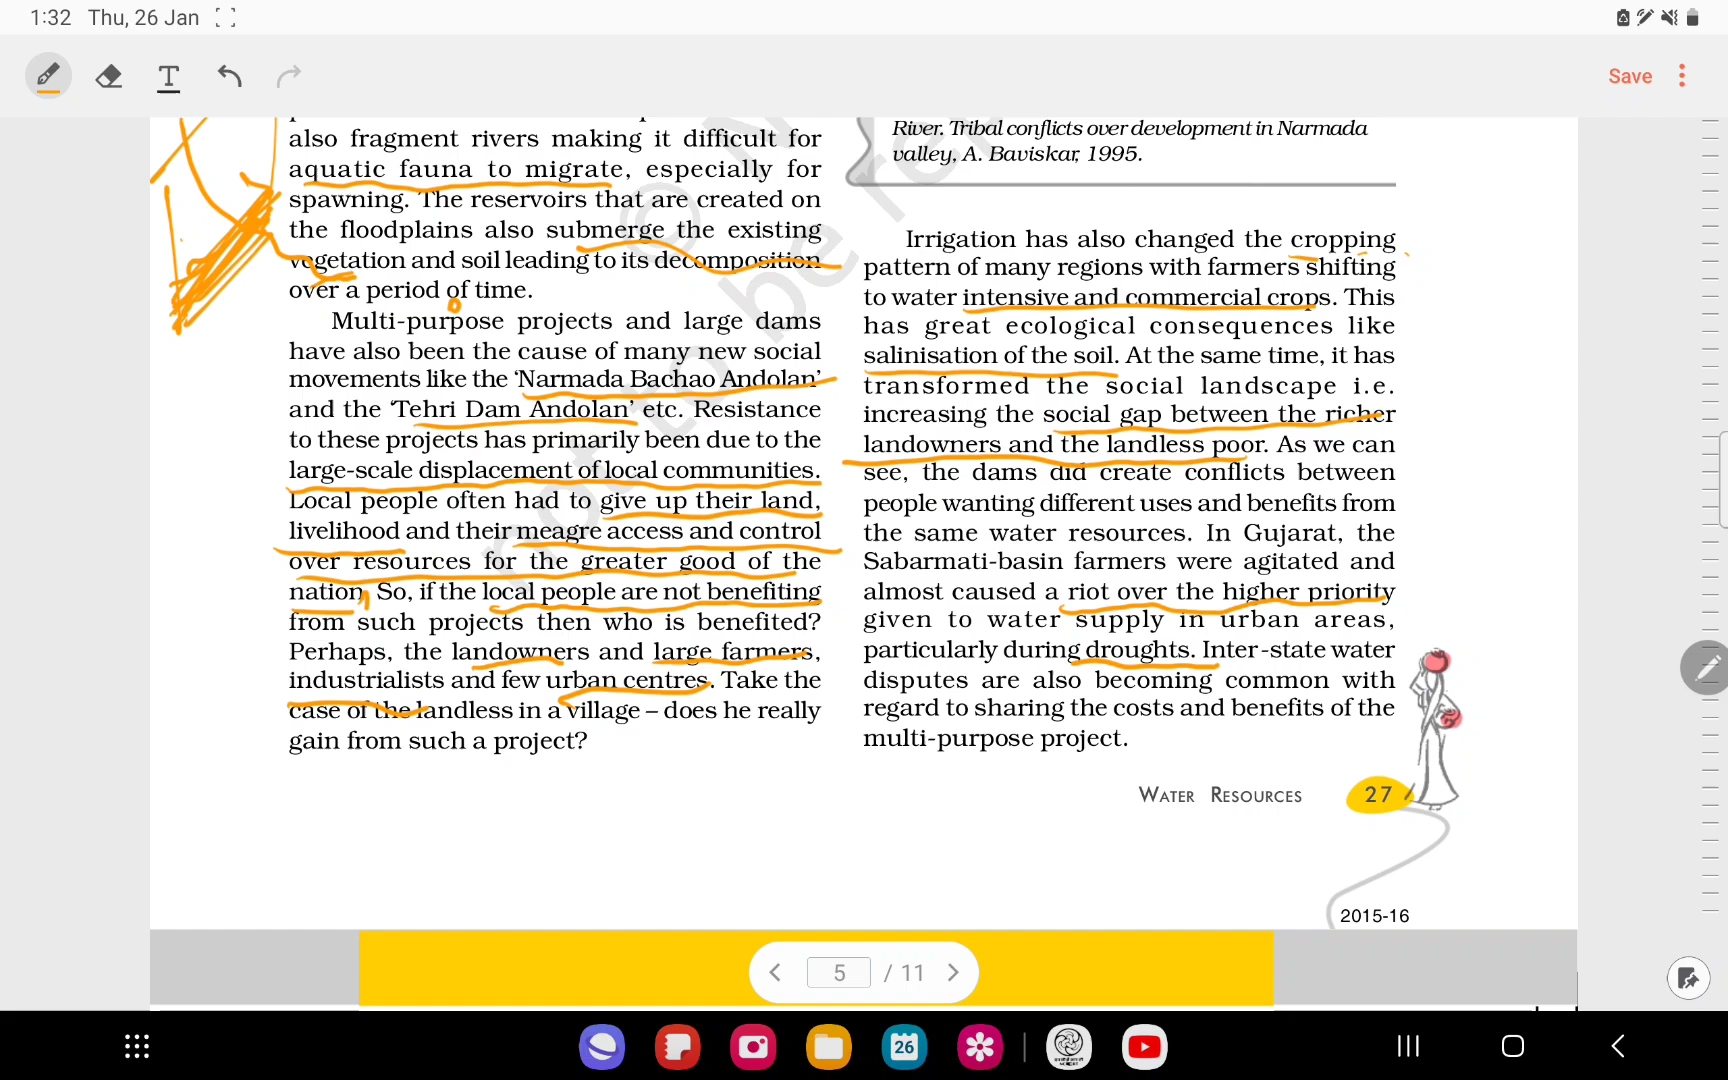 1:32 Thu, 26 Jan
T
Save
also fragment rivers making it difficult for
aquatic fauna to migrate, especially for
spawning. The reservoirs that are created on
the floodplains also submerge the existing
vegetation and soil leading to its decomposition
over a period of time.
Multi-purpose projects and large dams
have also been the cause of many new social
movements like the ‘Narmada Bachao Andolan’
and the ‘Tehri Dam Andolan’ etc. Resistance
to these projects has primarily been due to the
large-scale displacement of local communities.
Local people often had to give up their land,
livelihood and their meagre access and control
over resources for the greater good of the
nation. So, if the local people are not benefiting
from such projects then who is benefited?
Perhaps, the landowners and large farmers,
industrialists and few urban centres. Take the
case of the landless in a village – does he really
gain from such a project?
River. Tribal conflicts over development in Narmada
valley, A. Baviskar, 1995.
Irrigation has also changed the cropping
pattern of many regions with farmers shifting
to water intensive and commercial crops. This
has great ecological consequences like
salinisation of the soil. At the same time, it has
transformed the social landscape i.e.
increasing the social gap between the richer
landowners and the landless poor. As we can
see, the dams did create conflicts between
people wanting different uses and benefits from
the same water resources. In Gujarat, the
Sabarmati-basin farmers were agitated and
almost caused a riot over the higher priority
given to water supply in urban areas,
particularly during droughts. Inter-state water
disputes are also becoming common with
regard to sharing the costs and benefits of the
multi-purpose project.
WATER RESOURCES 27
2015-16
5 / 11
26
© N
not to be re